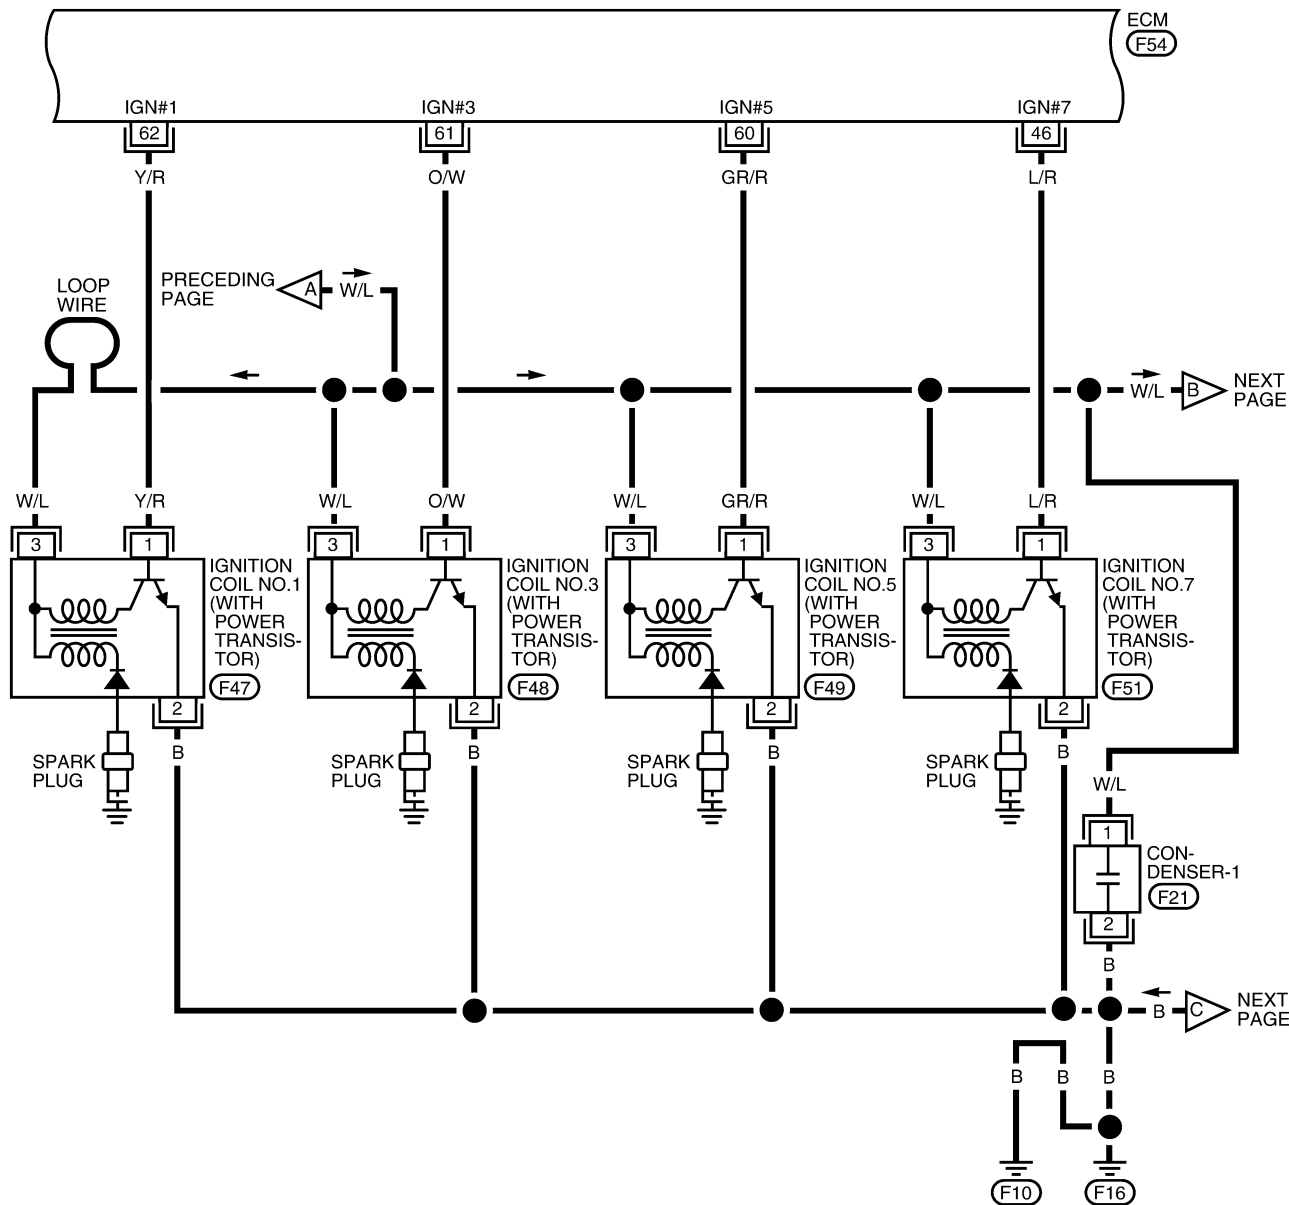 ECM
F54
IGN#1
IGN#3
IGN#5
IGN#7
62
61
60
46
Y/R
O/W
GR/R
L/R
LOOP
WIRE
PRECEDING
PAGE
A
W/L
W/L
B
NEXT
PAGE
W/L
Y/R
W/L
O/W
W/L
GR/R
W/L
L/R
3
1
3
1
3
1
3
1
IGNITION
COIL NO.1
(WITH
POWER
TRANSIS-
TOR)
F47
IGNITION
COIL NO.3
(WITH
POWER
TRANSIS-
TOR)
F48
IGNITION
COIL NO.5
(WITH
POWER
TRANSIS-
TOR)
F49
IGNITION
COIL NO.7
(WITH
POWER
TRANSIS-
TOR)
F51
2
2
2
2
B
B
B
B
SPARK
PLUG
SPARK
PLUG
SPARK
PLUG
SPARK
PLUG
W/L
1
CON-
DENSER-1
F21
2
B
B
C
NEXT
PAGE
B
B
B
F10
F16